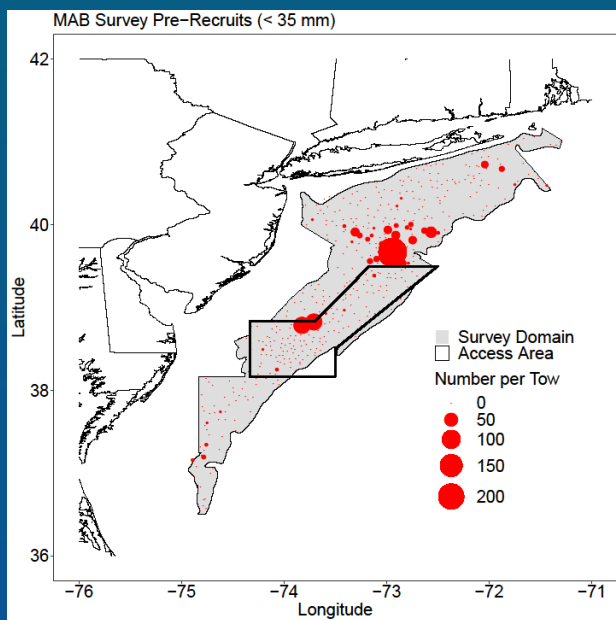 MAB Survey Pre−Recruits (< 35 mm)
42
40
38
36
Latitude
Survey Domain
Access Area
Number per Tow
0
50
100
150
200
−76
−75
−74
−73
−72
−71
Longitude